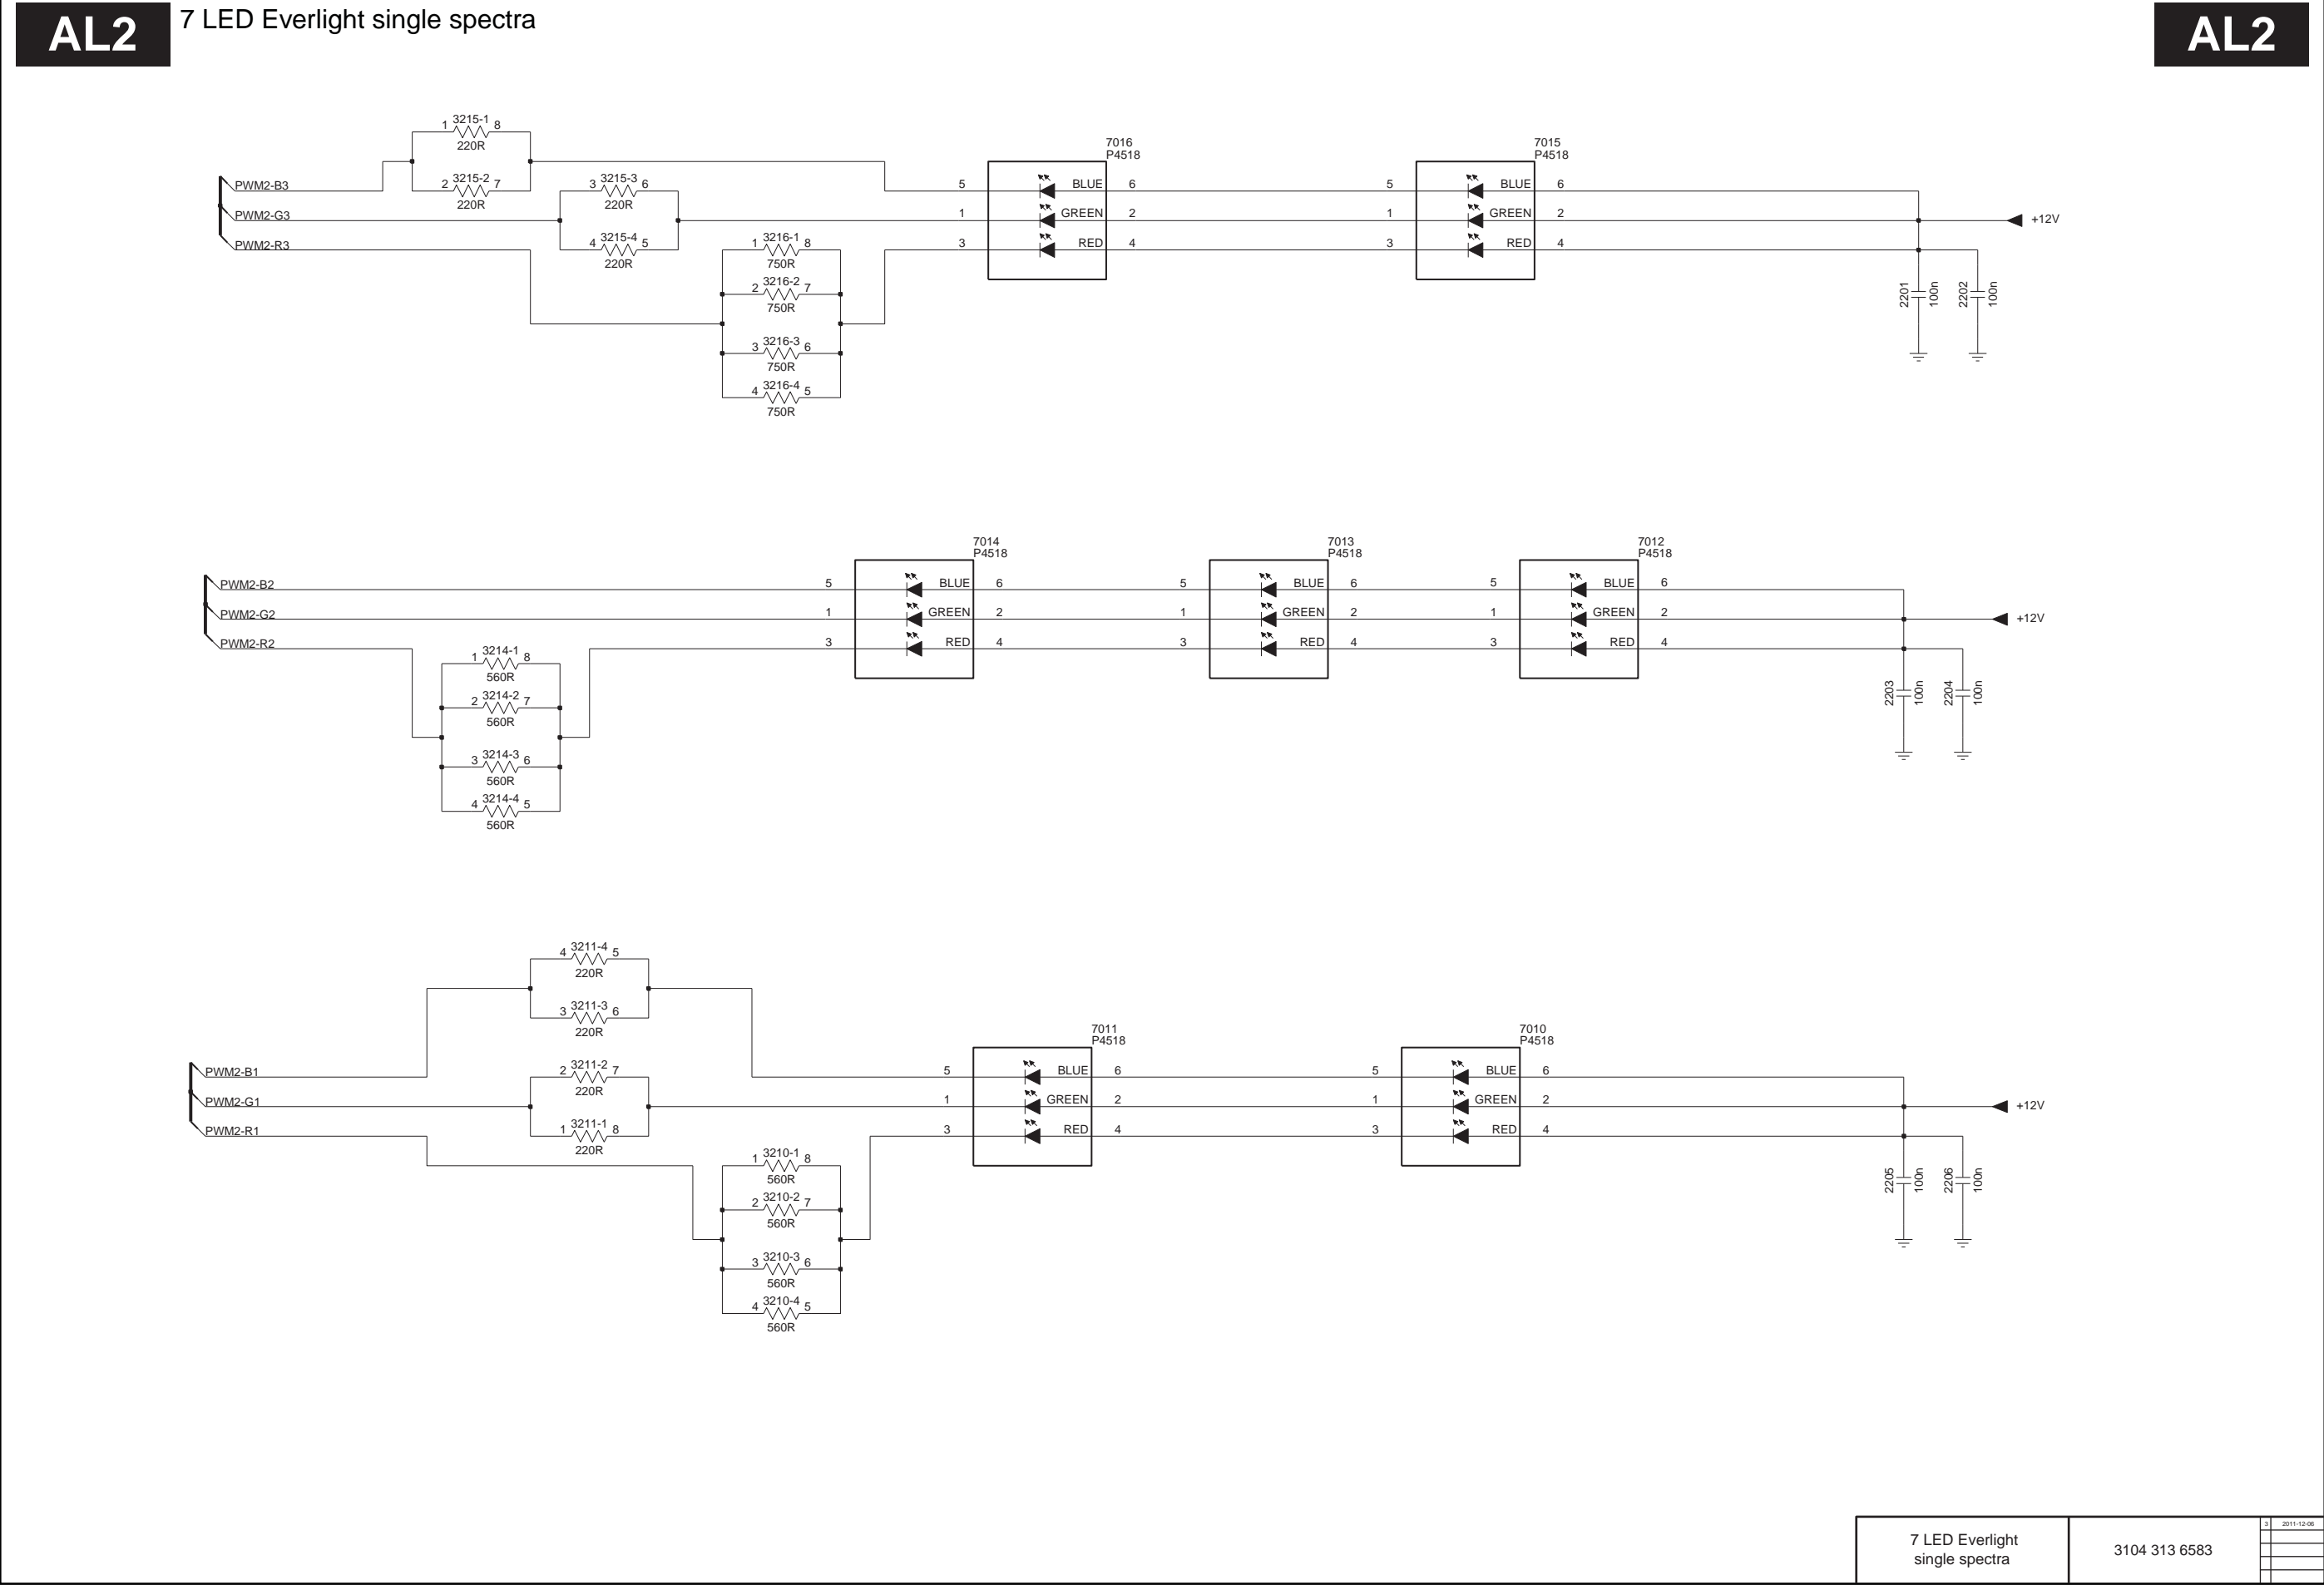 AL2 7 LED Everlight single spectra AL2
3215-1
1 8
220R
3215-2
2 7
220R
3215-3
3 6
220R
3215-4
4 5
220R
PWM2-B3
PWM2-G3
PWM2-R3
3216-1
1 8
750R
3216-2
2 7
750R
3216-3
3 6
750R
3216-4
4 5
750R
7016
P4518
5 BLUE 6
1 GREEN 2
3 RED 4
7015
P4518
5 BLUE 6
1 GREEN 2
3 RED 4
+12V
2201
100n
2202
100n
PWM2-B2
PWM2-G2
PWM2-R2
3214-1
1 8
560R
3214-2
2 7
560R
3214-3
3 6
560R
3214-4
4 5
560R
7014
P4518
5 BLUE 6
1 GREEN 2
3 RED 4
7013
P4518
5 BLUE 6
1 GREEN 2
3 RED 4
7012
P4518
5 BLUE 6
1 GREEN 2
3 RED 4
+12V
2203
100n
2204
100n
3211-4
4 5
220R
3211-3
3 6
220R
3211-2
2 7
220R
3211-1
1 8
220R
PWM2-B1
PWM2-G1
PWM2-R1
3210-1
1 8
560R
3210-2
2 7
560R
3210-3
3 6
560R
3210-4
4 5
560R
7011
P4518
5 BLUE 6
1 GREEN 2
3 RED 4
7010
P4518
5 BLUE 6
1 GREEN 2
3 RED 4
+12V
2205
100n
2206
100n
7 LED Everlight
single spectra
3104 313 6583
3 2011-12-06